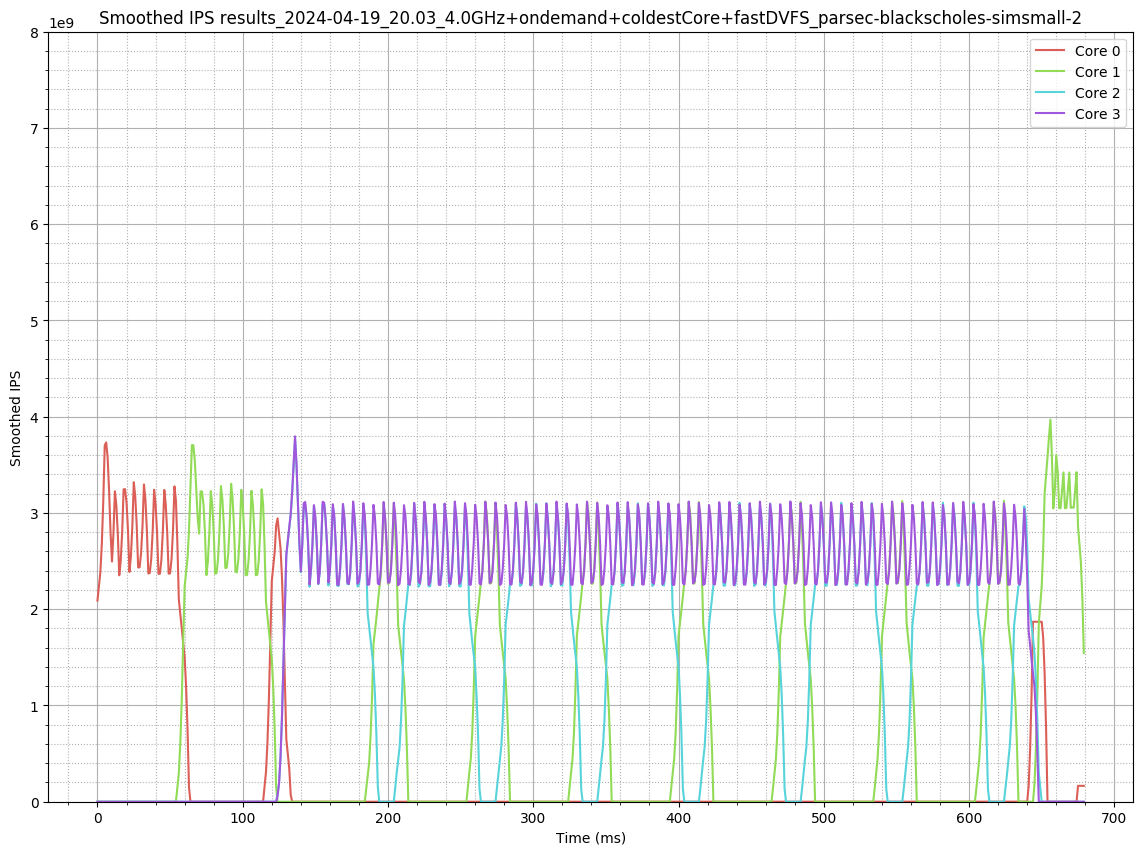 Smoothed IPS results_2024-04-19_20.03_4.0GHz+ondemand+coldestCore+fastDVFS_parsec-blackscholes-simsmall-2
1e9
Core 0
Core 1
Core 2
Core 3
8
7
6
5
4
3
2
1
0
Smoothed IPS
0 100 200 300 400 500 600 700
Time (ms)